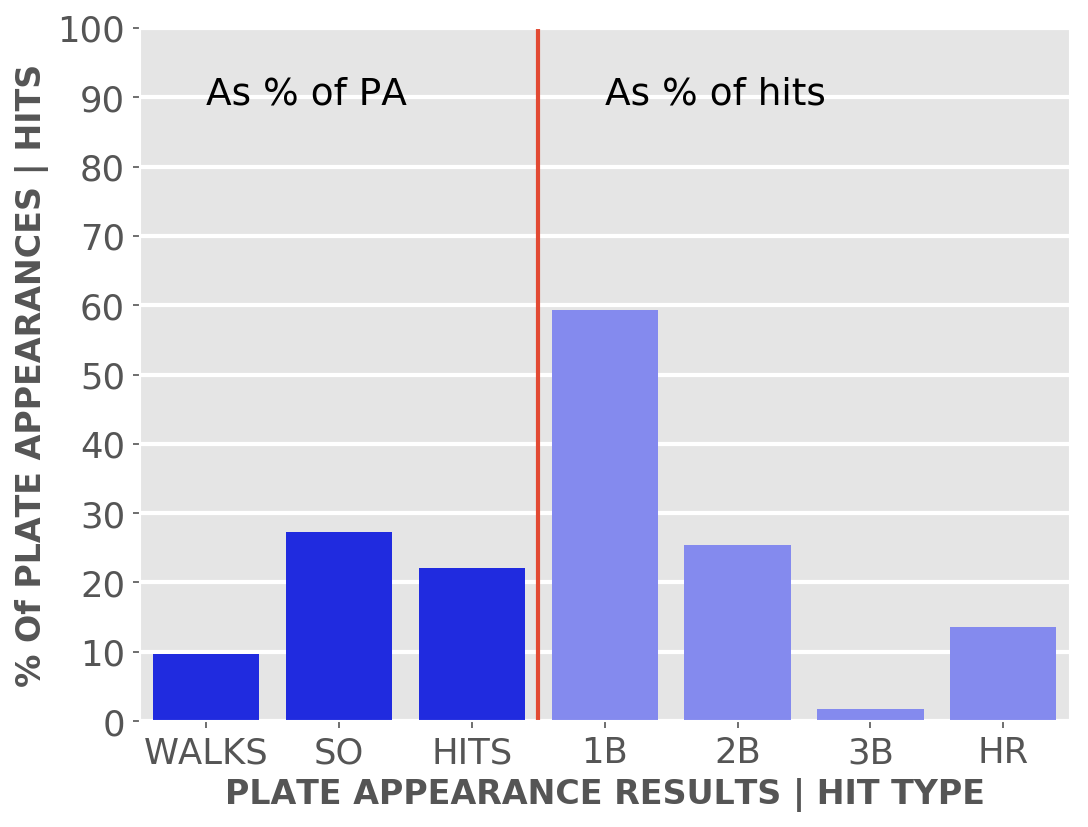 % Of PLATE APPEARANCES | HITS
100
90
80
70
60
50
40
30
20
10
0
As % of PA
As % of hits
WALKS
SO
HITS
1B
2B
3B
HR
PLATE APPEARANCE RESULTS | HIT TYPE